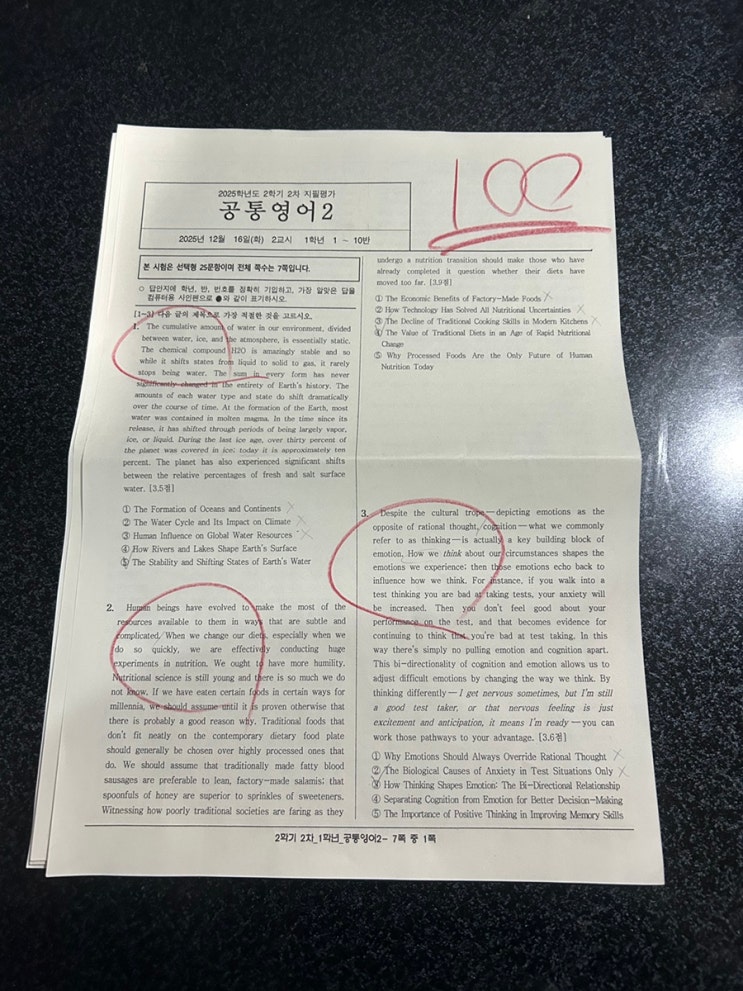 100
2025학년도 2학기 2차 지필평가
공통영어2
2025년 12월 16일(화) 2교시 1학년 1 ~ 10반
본 시험은 선택형 25문항이며 전체 쪽수는 7쪽입니다.
○ 답안지에 학년, 반, 번호를 정확히 기입하고, 가장 알맞은 답을
컴퓨터용 사인펜으로 ●와 같이 표기하시오.
[1~3] 다음 글의 제목으로 가장 적절한 것을 고르시오.
1. The cumulative amount of water in our environment, divided
between water, ice, and the atmosphere, is essentially static.
The chemical compound H2O is amazingly stable and so
while it shifts states from liquid to solid to gas, it rarely
stops being water. The sum in every form has never
significantly changed in the entirety of Earth's history. The
amounts of each water type and state do shift dramatically
over the course of time. At the formation of the Earth, most
water was contained in molten magma. In the time since its
release, it has shifted through periods of being largely vapor,
ice, or liquid. During the last ice age, over thirty percent of
the planet was covered in ice; today it is approximately ten
percent. The planet has also experienced significant shifts
between the relative percentages of fresh and salt surface
water. [3.5점]
① The Formation of Oceans and Continents
② The Water Cycle and Its Impact on Climate
③ Human Influence on Global Water Resources
④ How Rivers and Lakes Shape Earth's Surface
⑤ The Stability and Shifting States of Earth's Water
2. Human beings have evolved to make the most of the
resources available to them in ways that are subtle and
complicated. When we change our diets, especially when we
do so quickly, we are effectively conducting huge
experiments in nutrition. We ought to have more humility.
Nutritional science is still young and there is so much we do
not know. If we have eaten certain foods in certain ways for
millennia, we should assume until it is proven otherwise that
there is probably a good reason why. Traditional foods that
don't fit neatly on the contemporary dietary food plate
should generally be chosen over highly processed ones that
do. We should assume that traditionally made fatty blood
sausages are preferable to lean, factory-made salamis; that
spoonfuls of honey are superior to sprinkles of sweeteners.
Witnessing how poorly traditional societies are faring as they
undergo a nutrition transition should make those who have
already completed it question whether their diets have
moved too far. [3.9점]
① The Economic Benefits of Factory-Made Foods
② How Technology Has Solved All Nutritional Uncertainties
③ The Decline of Traditional Cooking Skills in Modern Kitchens
④ The Value of Traditional Diets in an Age of Rapid Nutritional
Change
⑤ Why Processed Foods Are the Only Future of Human
Nutrition Today
3. Despite the cultural trope—depicting emotions as the
opposite of rational thought, cognition—what we commonly
refer to as thinking—is actually a key building block of
emotion. How we think about our circumstances shapes the
emotions we experience; then those emotions echo back to
influence how we think. For instance, if you walk into a
test thinking you are bad at taking tests, your anxiety will
be increased. Then you don't feel good about your
performance on the test, and that becomes evidence for
continuing to think that you're bad at test taking. In this
way there's simply no pulling emotion and cognition apart.
This bi-directionality of cognition and emotion allows us to
adjust difficult emotions by changing the way we think. By
thinking differently—I get nervous sometimes, but I'm still
a good test taker, or that nervous feeling is just
excitement and anticipation, it means I'm ready—you can
work those pathways to your advantage. [3.6점]
① Why Emotions Should Always Override Rational Thought
② The Biological Causes of Anxiety in Test Situations Only
③ How Thinking Shapes Emotion: The Bi-Directional Relationship
④ Separating Cognition from Emotion for Better Decision-Making
⑤ The Importance of Positive Thinking in Improving Memory Skills
2학기 2차_1학년_공통영어2- 7쪽 중 1쪽